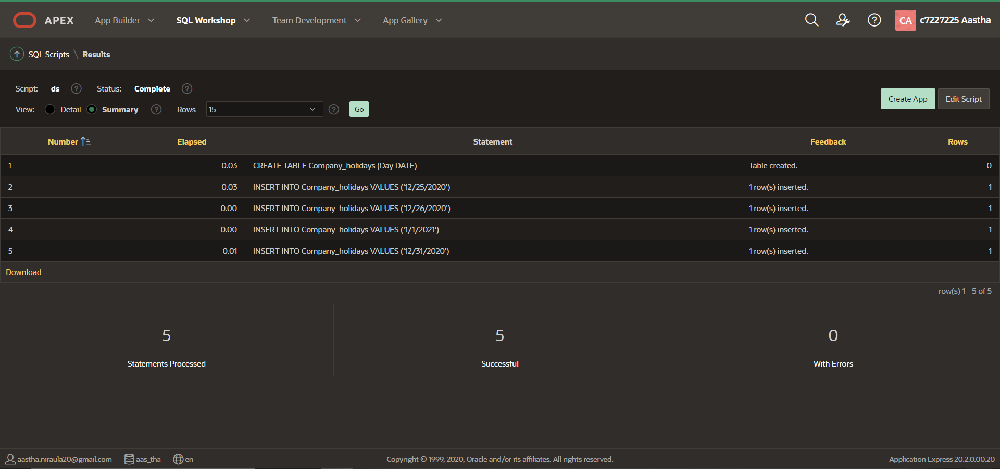 APEX App Builder SQL Workshop Team Development App Gallery CA c7227225 Aastha
SQL Scripts \ Results
Script: ds ? Status: Complete ?
View: Detail Summary ? Rows 15 ? Go Create App Edit Script
Number Elapsed Statement Feedback Rows
1 0.03 CREATE TABLE Company_holidays (Day DATE) Table created. 0
2 0.03 INSERT INTO Company_holidays VALUES ('12/25/2020') 1 row(s) inserted. 1
3 0.00 INSERT INTO Company_holidays VALUES ('12/26/2020') 1 row(s) inserted. 1
4 0.00 INSERT INTO Company_holidays VALUES ('1/1/2021') 1 row(s) inserted. 1
5 0.01 INSERT INTO Company_holidays VALUES ('12/31/2020') 1 row(s) inserted. 1
Download
row(s) 1 - 5 of 5
5 5 0
Statements Processed Successful With Errors
aastha.niraula20@gmail.com aas_tha en Copyright © 1999, 2020, Oracle and/or its affiliates. All rights reserved. Application Express 20.2.0.00.20